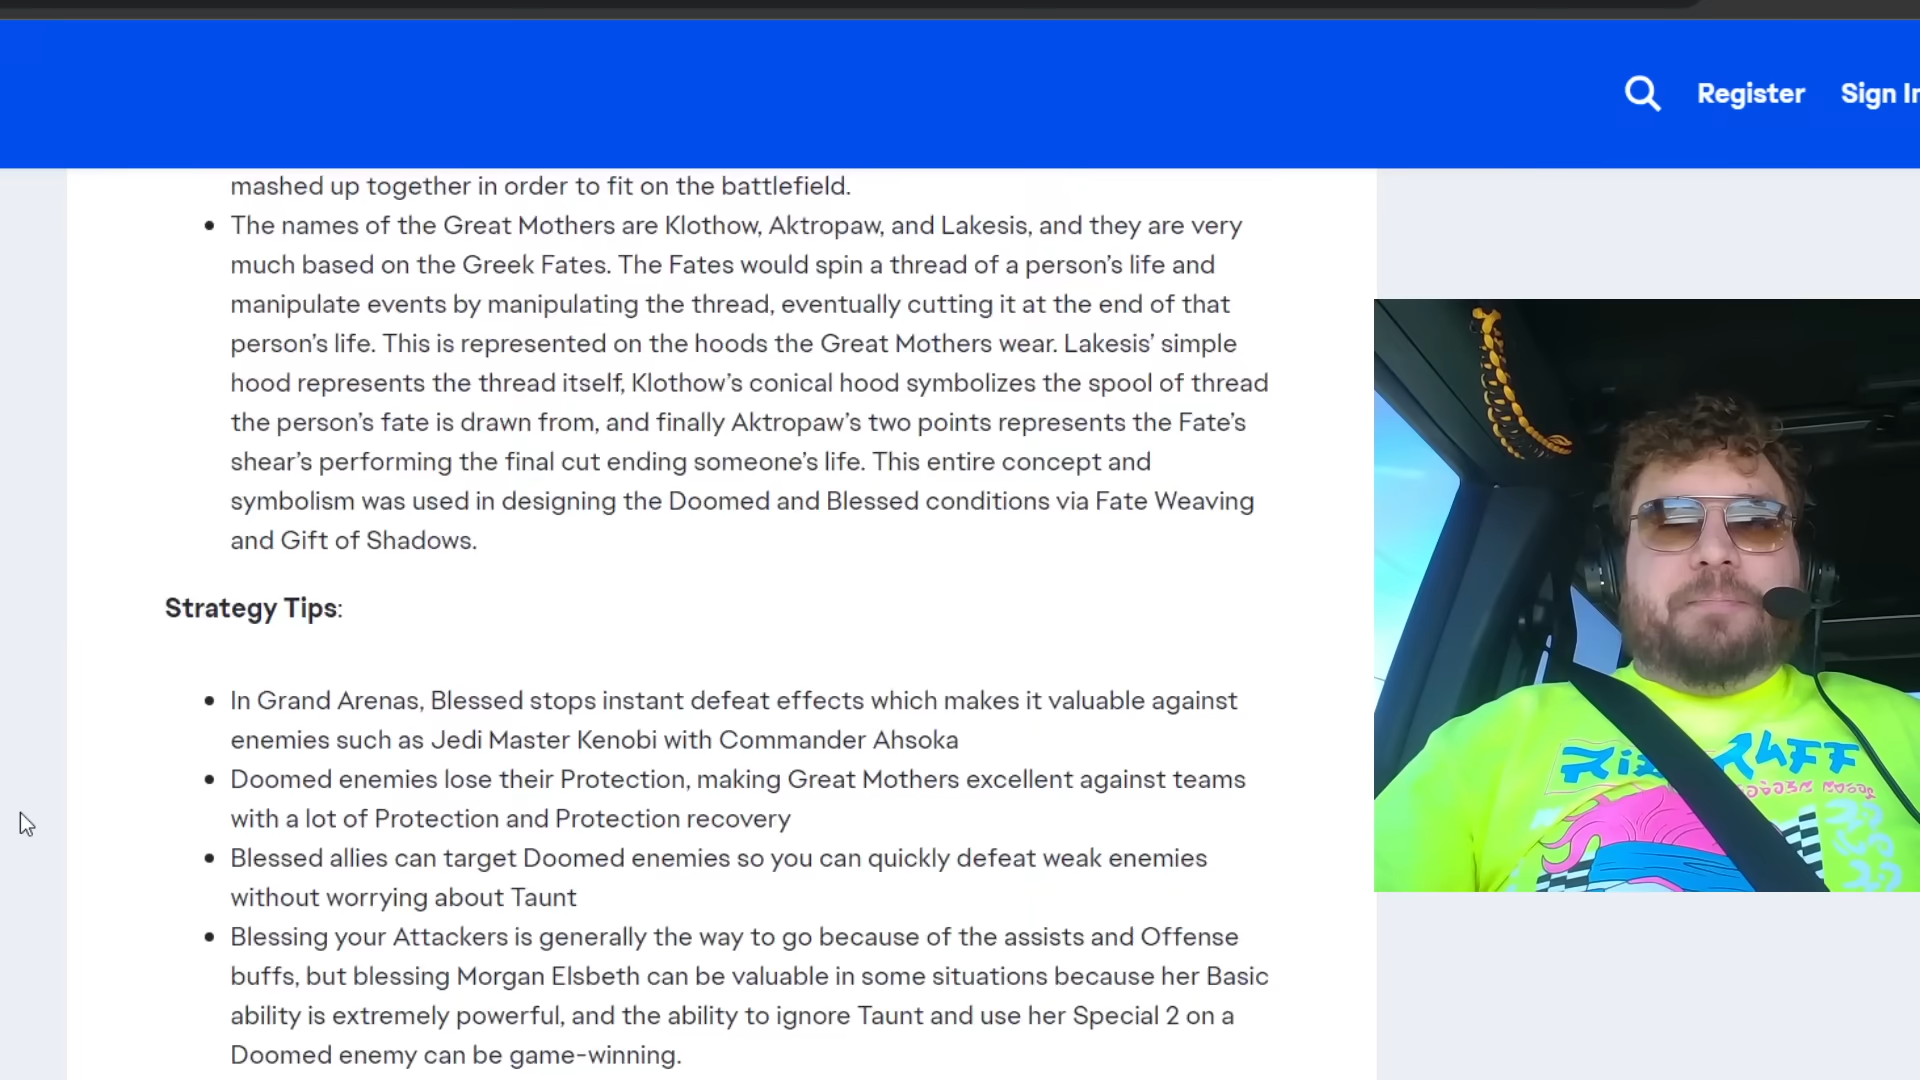 Register Sign In
mashed up together in order to fit on the battlefield.
• The names of the Great Mothers are Klothow, Aktropaw, and Lakesis, and they are very
much based on the Greek Fates. The Fates would spin a thread of a person’s life and
manipulate events by manipulating the thread, eventually cutting it at the end of that
person’s life. This is represented on the hoods the Great Mothers wear. Lakesis’ simple
hood represents the thread itself, Klothow’s conical hood symbolizes the spool of thread
the person’s fate is drawn from, and finally Aktropaw’s two points represents the Fate’s
shear’s performing the final cut ending someone’s life. This entire concept and
symbolism was used in designing the Doomed and Blessed conditions via Fate Weaving
and Gift of Shadows.
Strategy Tips:
• In Grand Arenas, Blessed stops instant defeat effects which makes it valuable against
enemies such as Jedi Master Kenobi with Commander Ahsoka
• Doomed enemies lose their Protection, making Great Mothers excellent against teams
with a lot of Protection and Protection recovery
• Blessed allies can target Doomed enemies so you can quickly defeat weak enemies
without worrying about Taunt
• Blessing your Attackers is generally the way to go because of the assists and Offense
buffs, but blessing Morgan Elsbeth can be valuable in some situations because her Basic
ability is extremely powerful, and the ability to ignore Taunt and use her Special 2 on a
Doomed enemy can be game-winning.